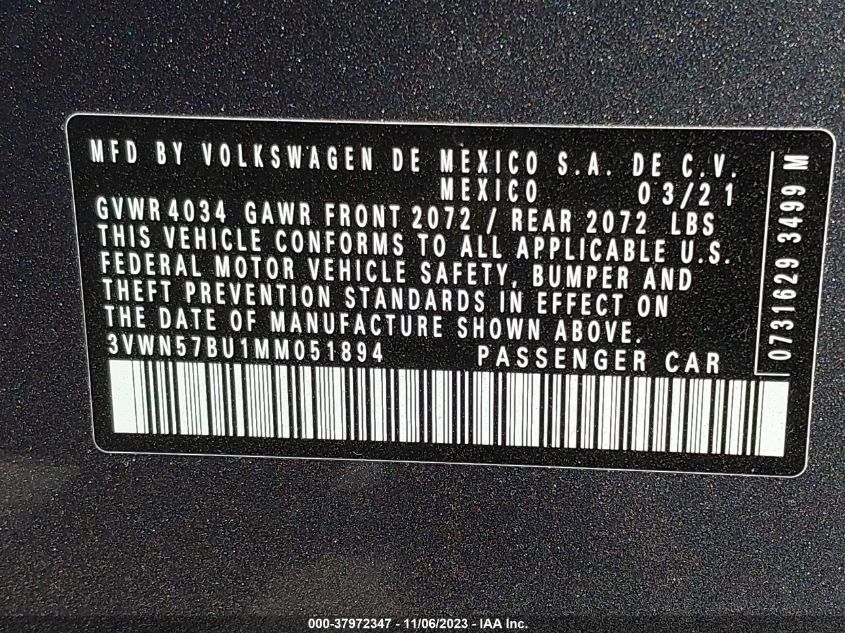 MFD BY VOLKSWAGEN DE MEXICO S.A. DE C.V.
MEXICO 03/21
GVWR 4034 GAWR FRONT 2072 / REAR 2072 LBS
THIS VEHICLE CONFORMS TO ALL APPLICABLE U.S.
FEDERAL MOTOR VEHICLE SAFETY, BUMPER AND
THEFT PREVENTION STANDARDS IN EFFECT ON
THE DATE OF MANUFACTURE SHOWN ABOVE.
3VWN57BU1MM051894 PASSENGER CAR
0731629 3499 M
000-37972347 - 11/06/2023 - IAA Inc.